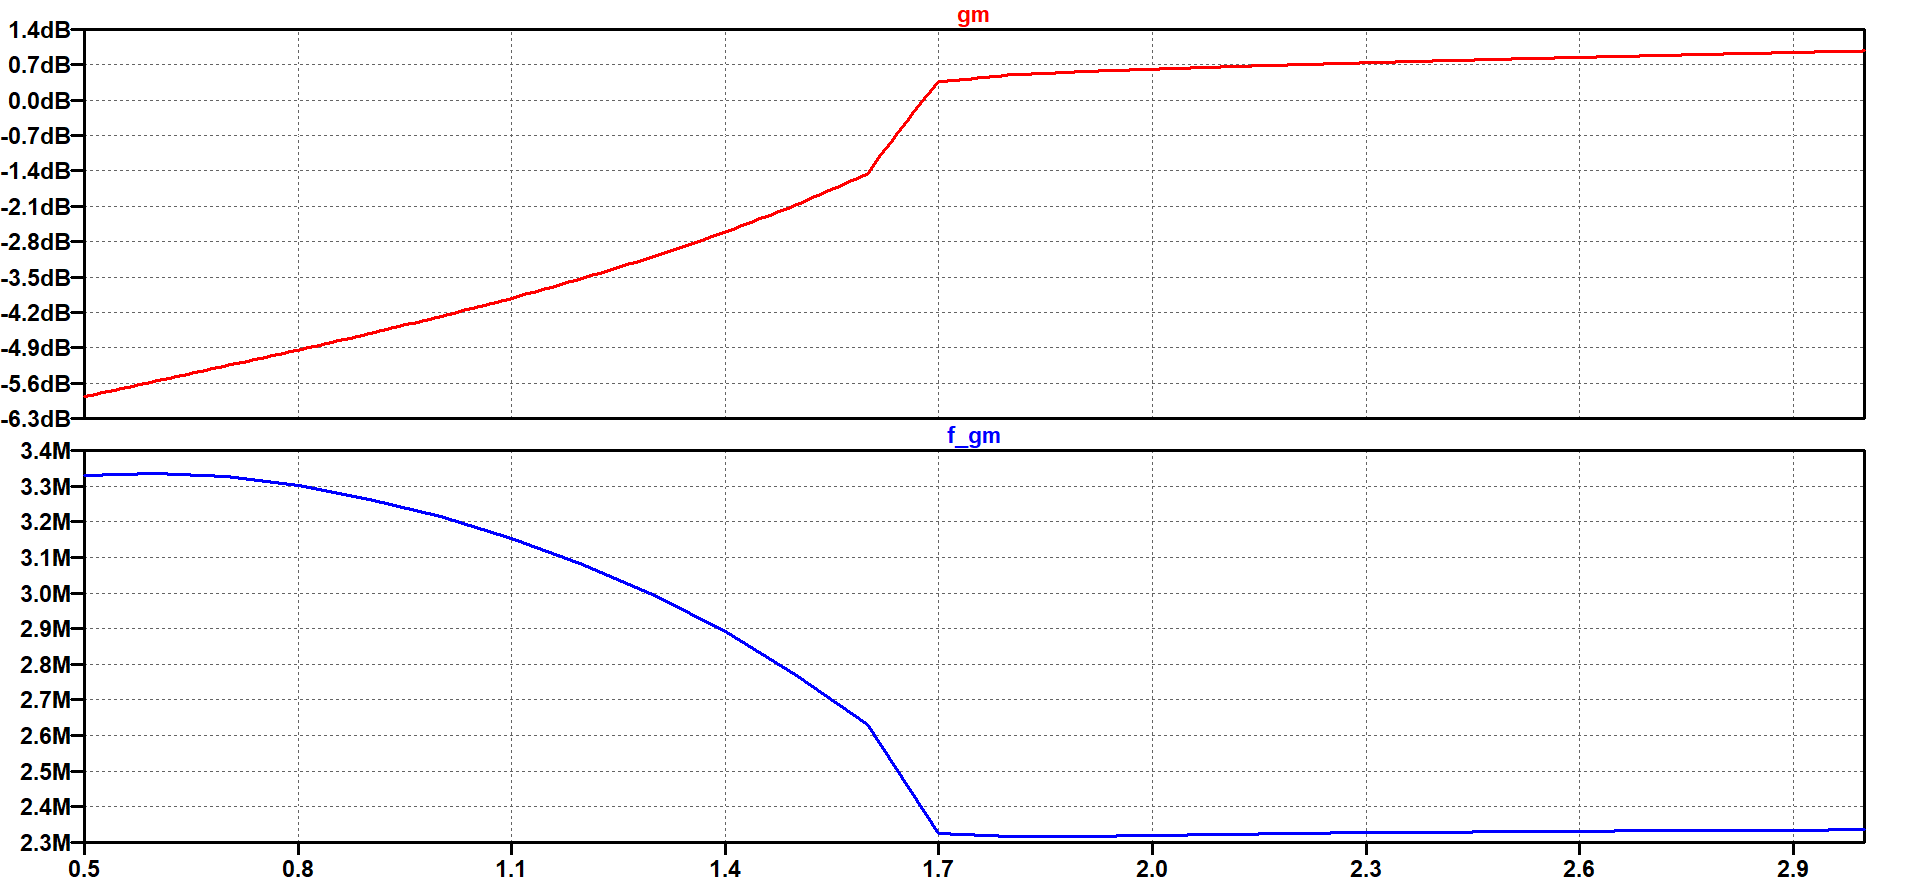 gm
1.4dB
0.7dB
0.0dB
-0.7dB
-1.4dB
-2.1dB
-2.8dB
-3.5dB
-4.2dB
-4.9dB
-5.6dB
-6.3dB
f_gm
3.4M
3.3M
3.2M
3.1M
3.0M
2.9M
2.8M
2.7M
2.6M
2.5M
2.4M
2.3M
0.5 0.8 1.1 1.4 1.7 2.0 2.3 2.6 2.9